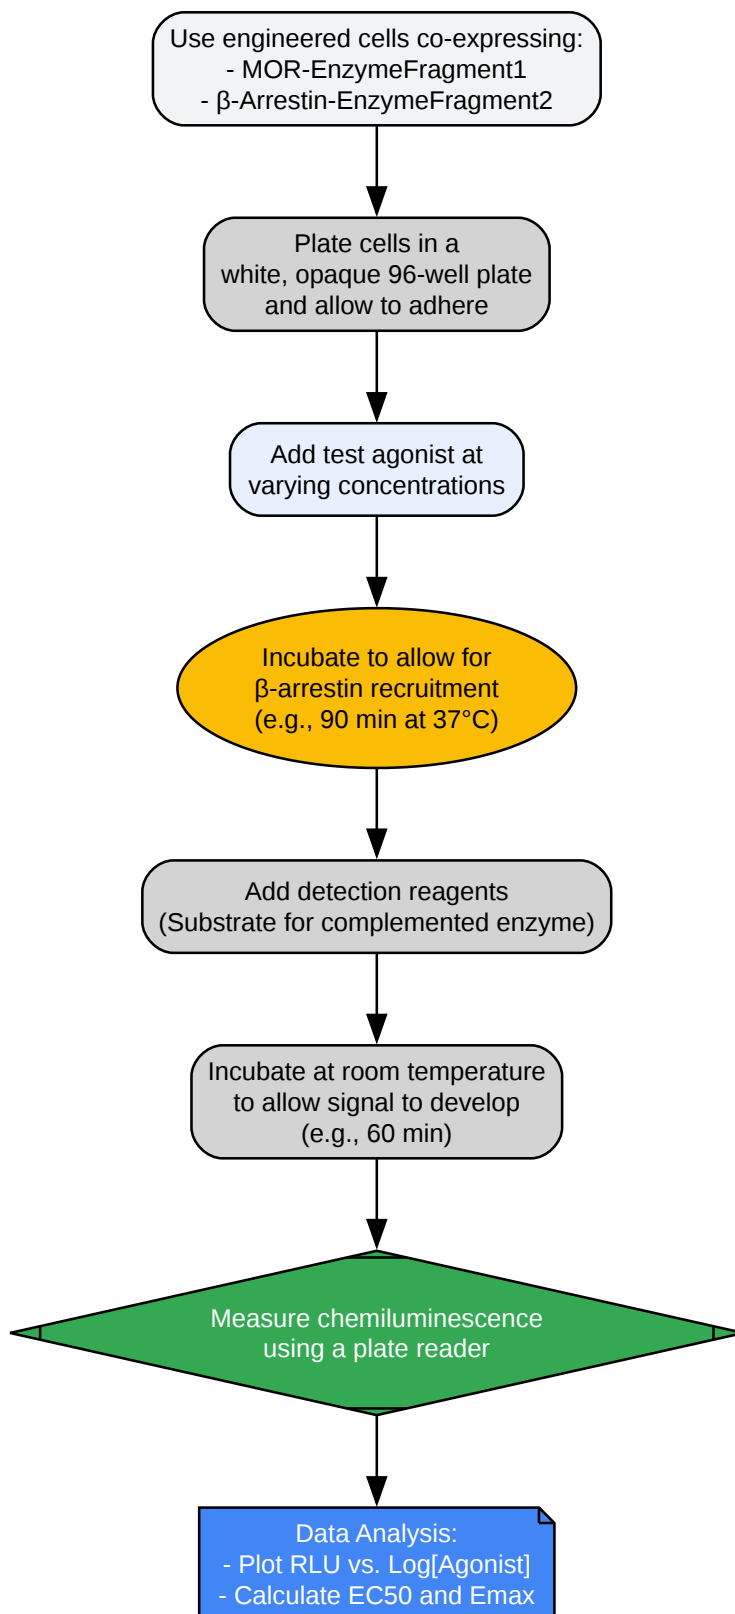 Use engineered cells co-expressing:
- MOR-EnzymeFragment1
- β-Arrestin-EnzymeFragment2
Plate cells in a
white, opaque 96-well plate
and allow to adhere
Add test agonist at
varying concentrations
Incubate to allow for
β-arrestin recruitment
(e.g., 90 min at 37°C)
Add detection reagents
(Substrate for complemented enzyme)
Incubate at room temperature
to allow signal to develop
(e.g., 60 min)
Measure chemiluminescence
using a plate reader
Data Analysis:
- Plot RLU vs. Log[Agonist]
- Calculate EC50 and Emax